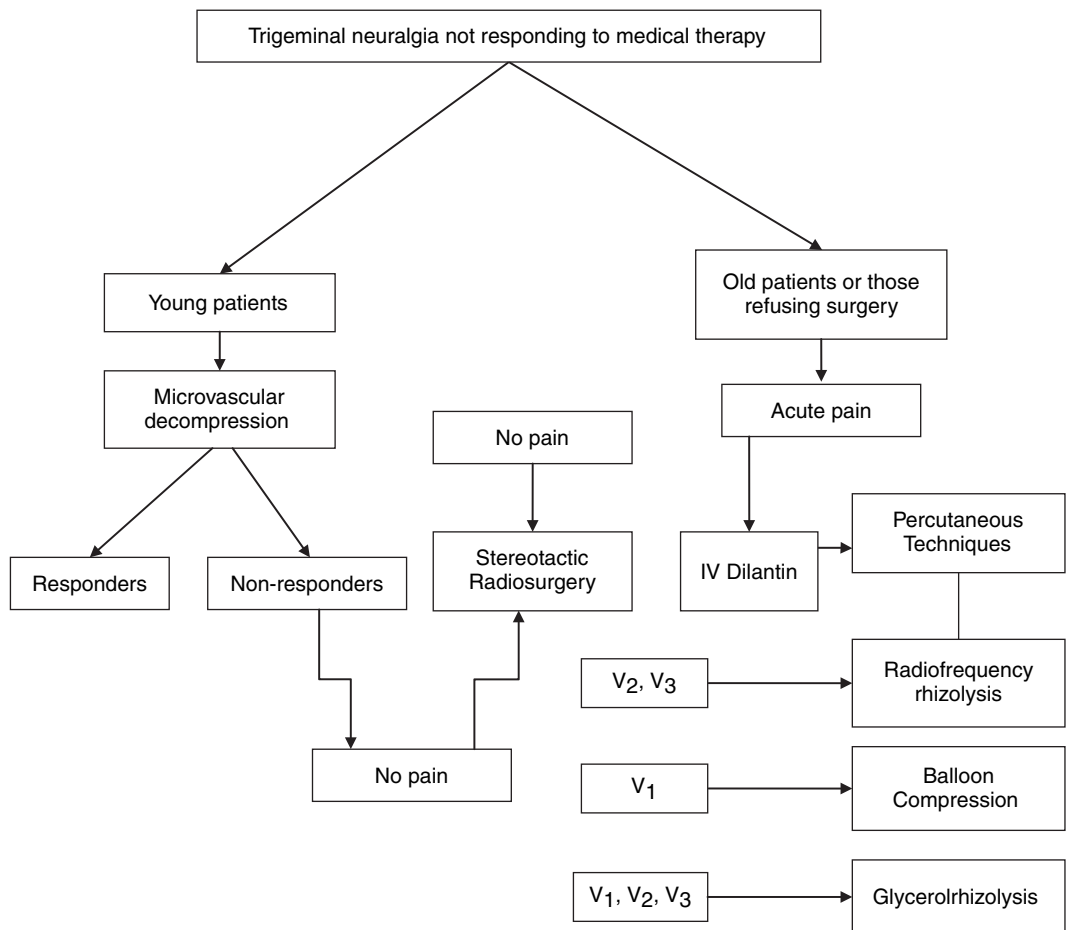 Trigeminal neuralgia not responding to medical therapy
Young patients
Old patients or those
refusing surgery
Microvascular
decompression
Acute pain
No pain
Responders
Non-responders
Stereotactic
Radiosurgery
IV Dilantin
Percutaneous
Techniques
V2, V3
Radiofrequency
rhizolysis
No pain
V1
Balloon
Compression
V1, V2, V3
Glycerolrhizolysis